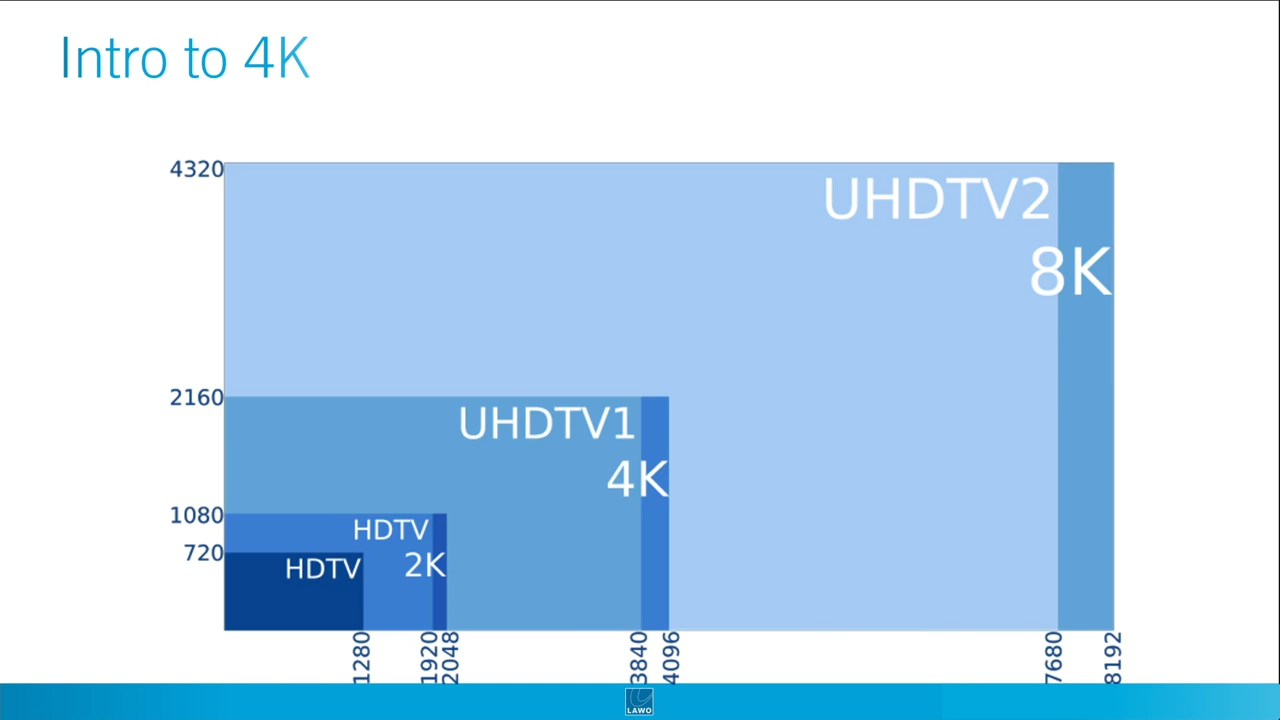 Intro to 4K
4320
UHDTV2
8K
2160
UHDTV1
4K
1080
HDTV
2K
720
HDTV
1280
1920
2048
3840
4096
7680
8192
LAWO